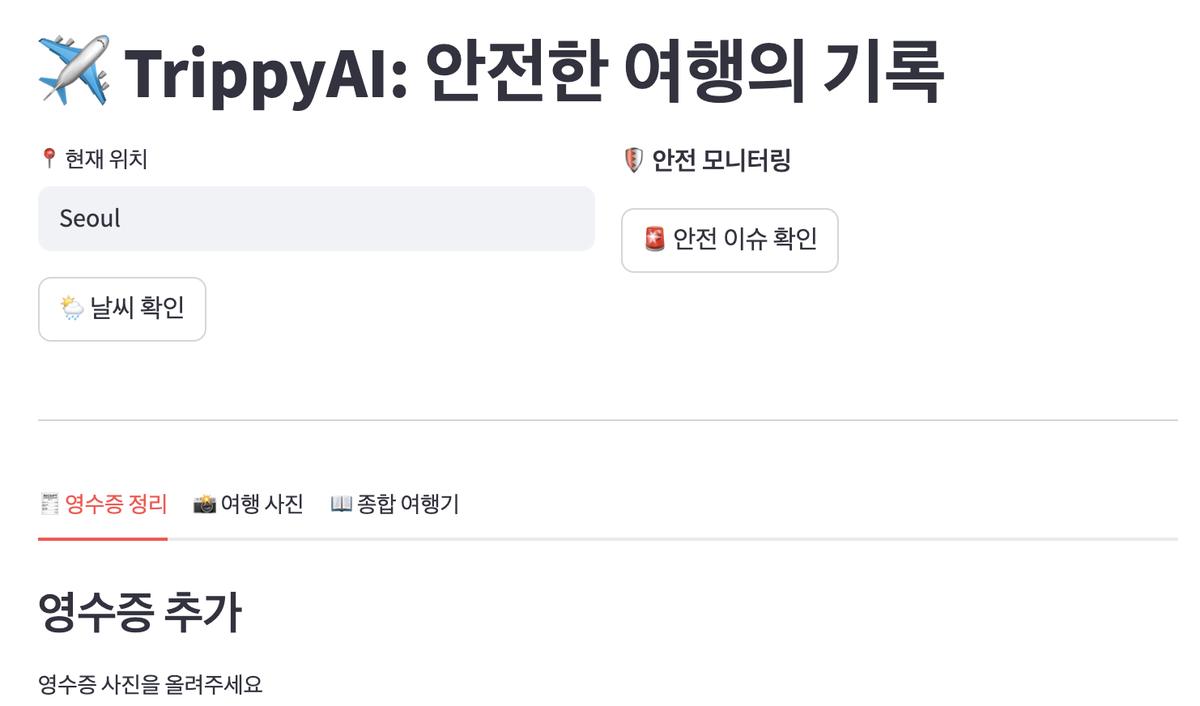 ✈️ TrippyAI: 안전한 여행의 기록
📍 현재 위치
Seoul
🌦️ 날씨 확인
🛡️ 안전 모니터링
🚨 안전 이슈 확인
🧾 영수증 정리 📸 여행 사진 📖 종합 여행기
영수증 추가
영수증 사진을 올려주세요